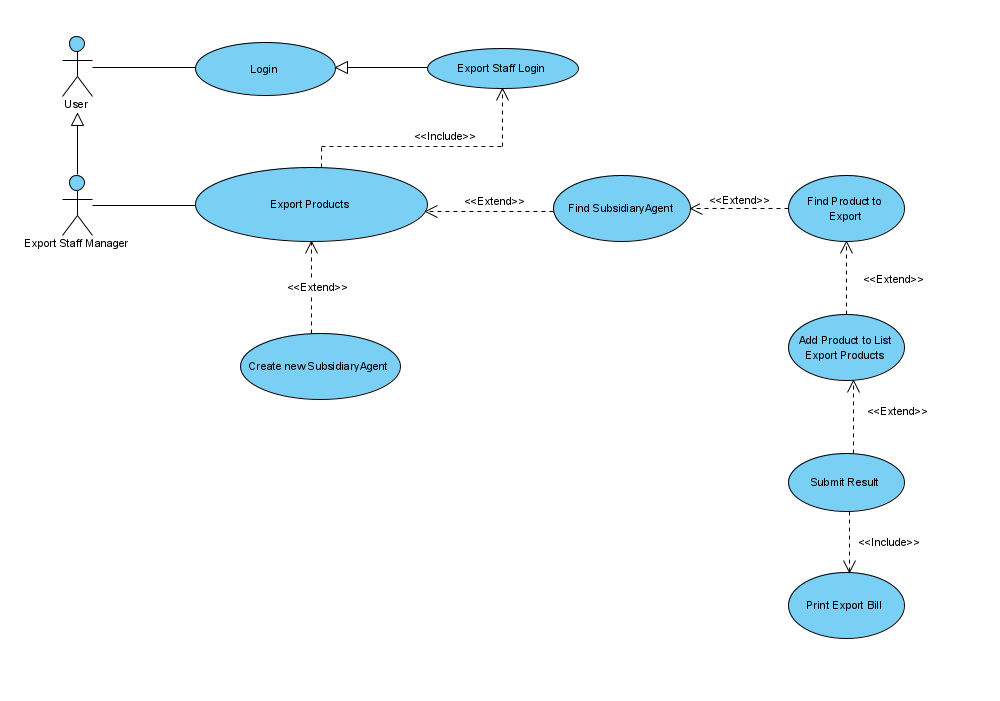 Login
Export Staff Login
User
<<Include>>
Export Products
<<Extend>>
Find SubsidiaryAgent
<<Extend>>
Find Product to
Export
Export Staff Manager
<<Extend>>
<<Extend>>
Add Product to List
Export Products
Create new SubsidiaryAgent
<<Extend>>
Submit Result
<<Include>>
Print Export Bill